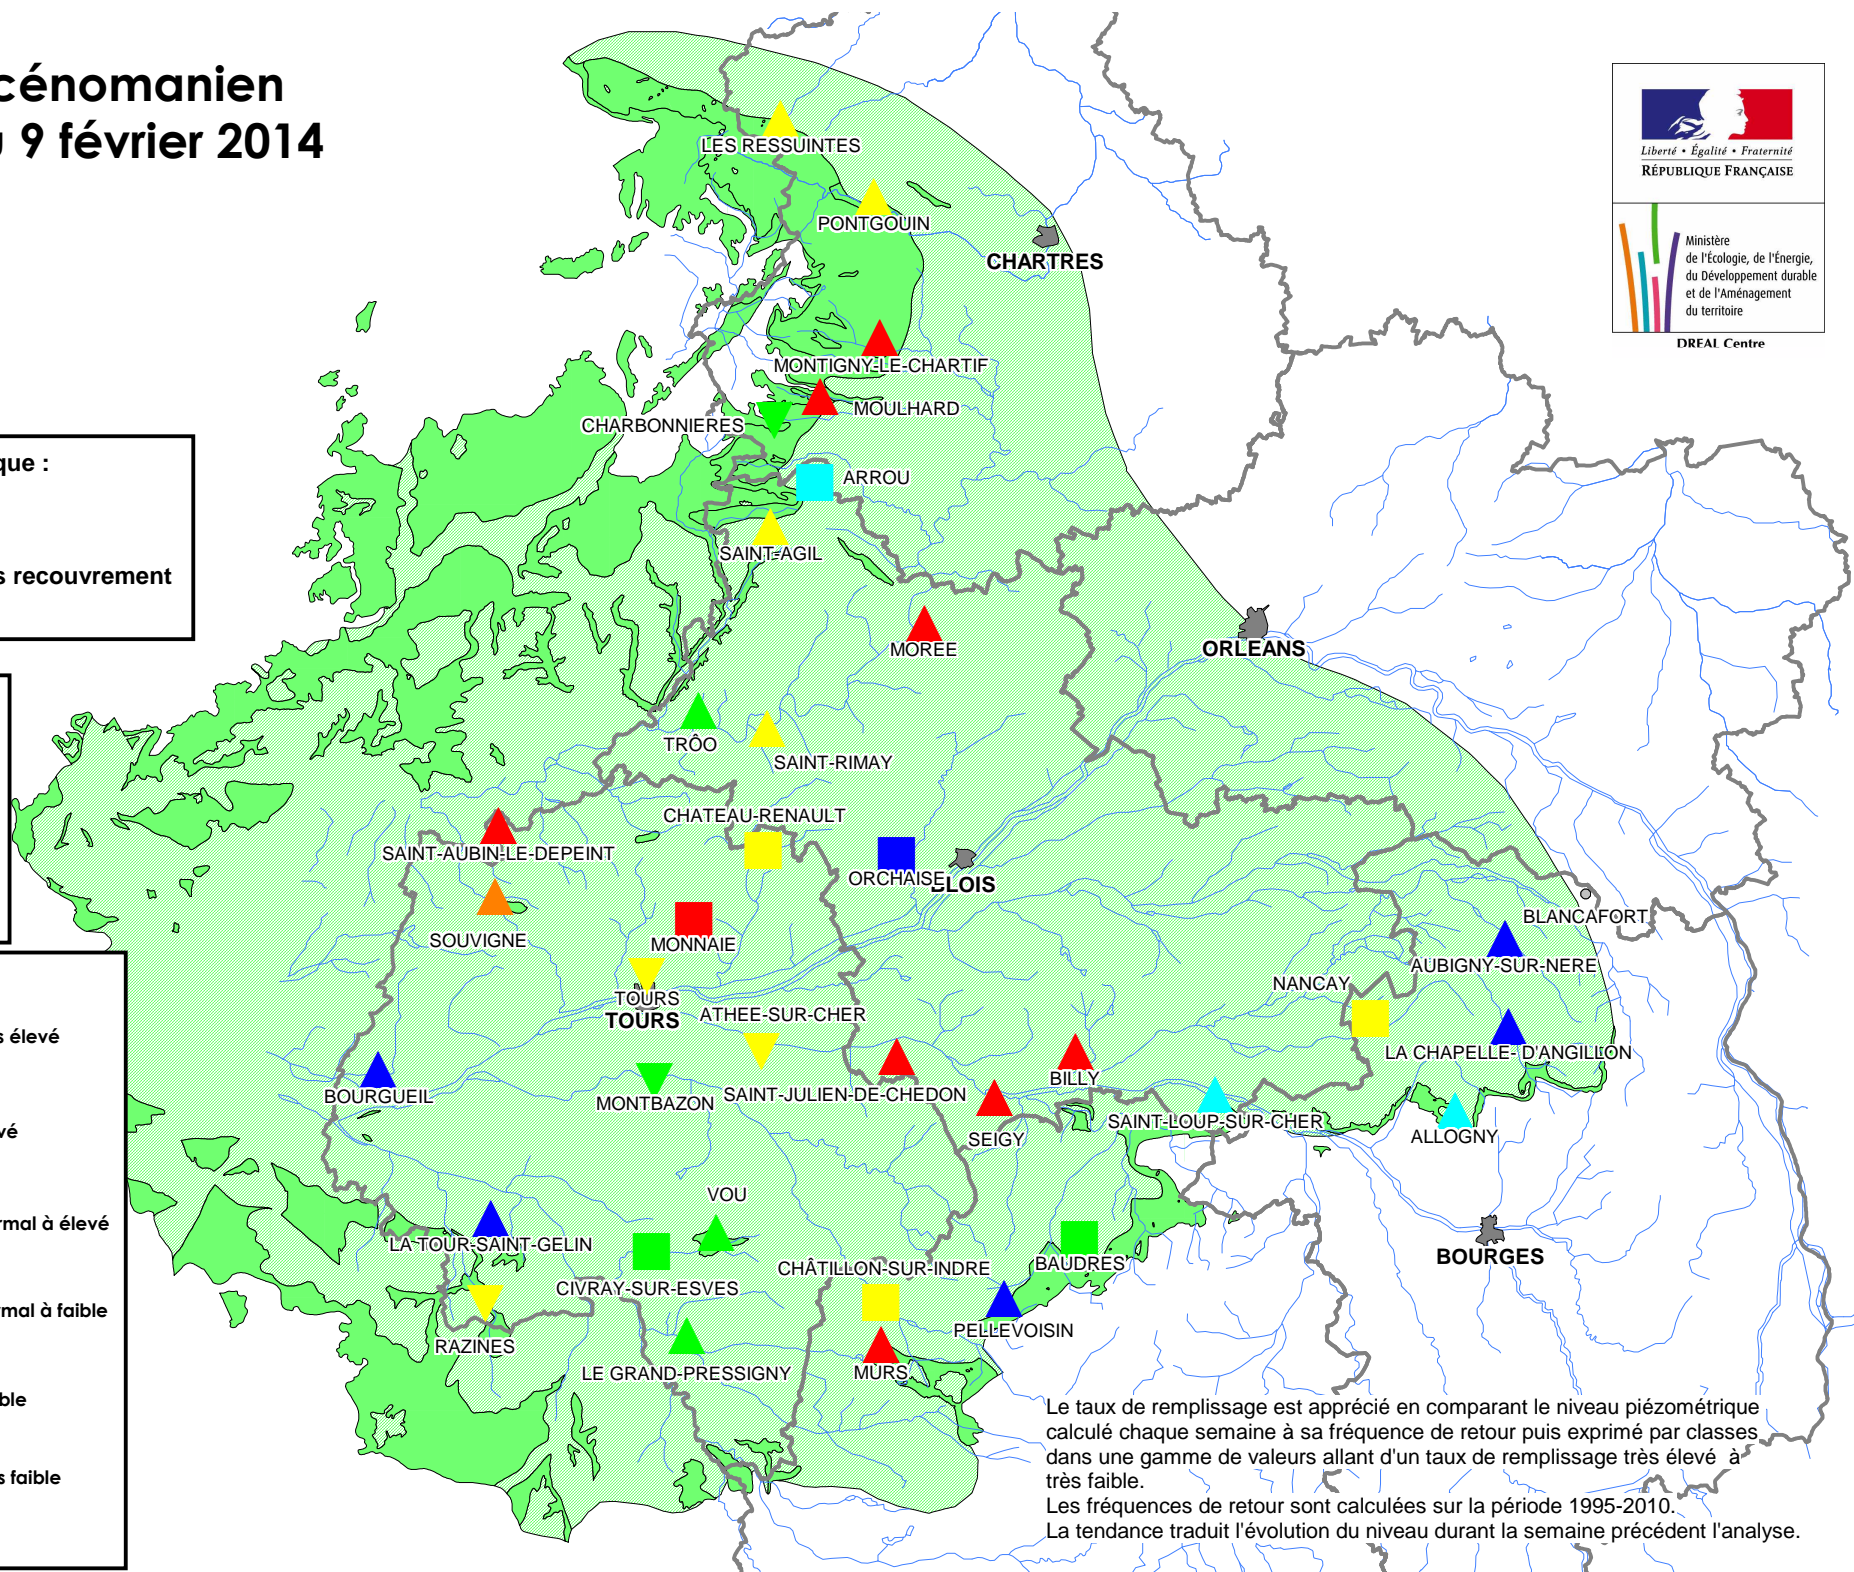 cénomanien
9 février 2014
que :
recouvrement
élevé
rmal à élevé
rmal à faible
faible
LES RESSUINTES
PONTGOUIN
CHARTRES
MONTIGNY-LE-CHARTIF
MOULHARD
CHARBONNIERES
ARROU
SAINT-AGIL
MOREE
ORLEANS
TRÔO
SAINT-RIMAY
CHATEAU-RENAULT
SAINT-AUBIN-LE-DEPEINT
ORCHAISE
BLOIS
SOUVIGNE
MONNAIE
BLANCAFORT
AUBIGNY-SUR-NERE
NANCAY
TOURS
TOURS
ATHEE-SUR-CHER
LA CHAPELLE- D'ANGILLON
BOURGUEIL
MONTBAZON
SAINT-JULIEN-DE-CHEDON
BILLY
SEIGY
SAINT-LOUP-SUR-CHER
ALLOGNY
VOU
LA TOUR-SAINT-GELIN
CIVRAY-SUR-ESVES
CHÂTILLON-SUR-INDRE
BAUDRES
BOURGES
RAZINES
PELLEVOISIN
LE GRAND-PRESSIGNY
MURS
Liberté • Égalité • Fraternité
RÉPUBLIQUE FRANÇAISE
Ministère
de l'Écologie, de l'Énergie,
du Développement durable
et de l'Aménagement
du territoire
DREAL Centre
Le taux de remplissage est apprécié en comparant le niveau piézométrique
calculé chaque semaine à sa fréquence de retour puis exprimé par classes
dans une gamme de valeurs allant d'un taux de remplissage très élevé à
très faible.
Les fréquences de retour sont calculées sur la période 1995-2010.
La tendance traduit l'évolution du niveau durant la semaine précédent l'analyse.